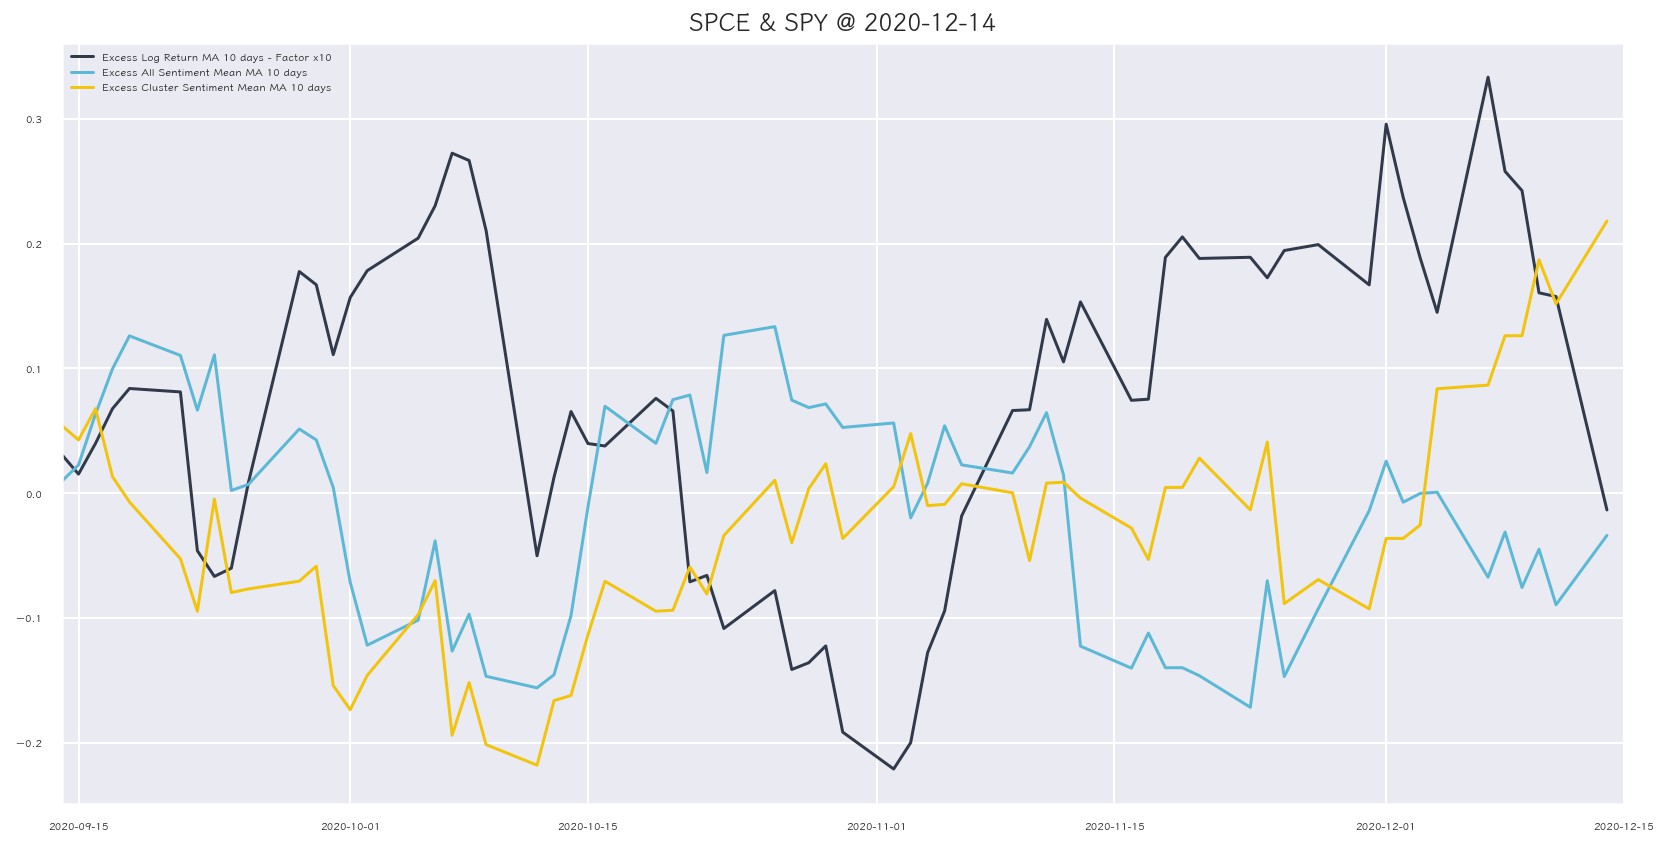 SPCE & SPY @ 2020-12-14
Excess Log Return MA 10 days - Factor x10
Excess All Sentiment Mean MA 10 days
Excess Cluster Sentiment Mean MA 10 days
0.3
0.2
0.1
0.0
−0.1
−0.2
2020-09-15 2020-10-01 2020-10-15 2020-11-01 2020-11-15 2020-12-01 2020-12-15